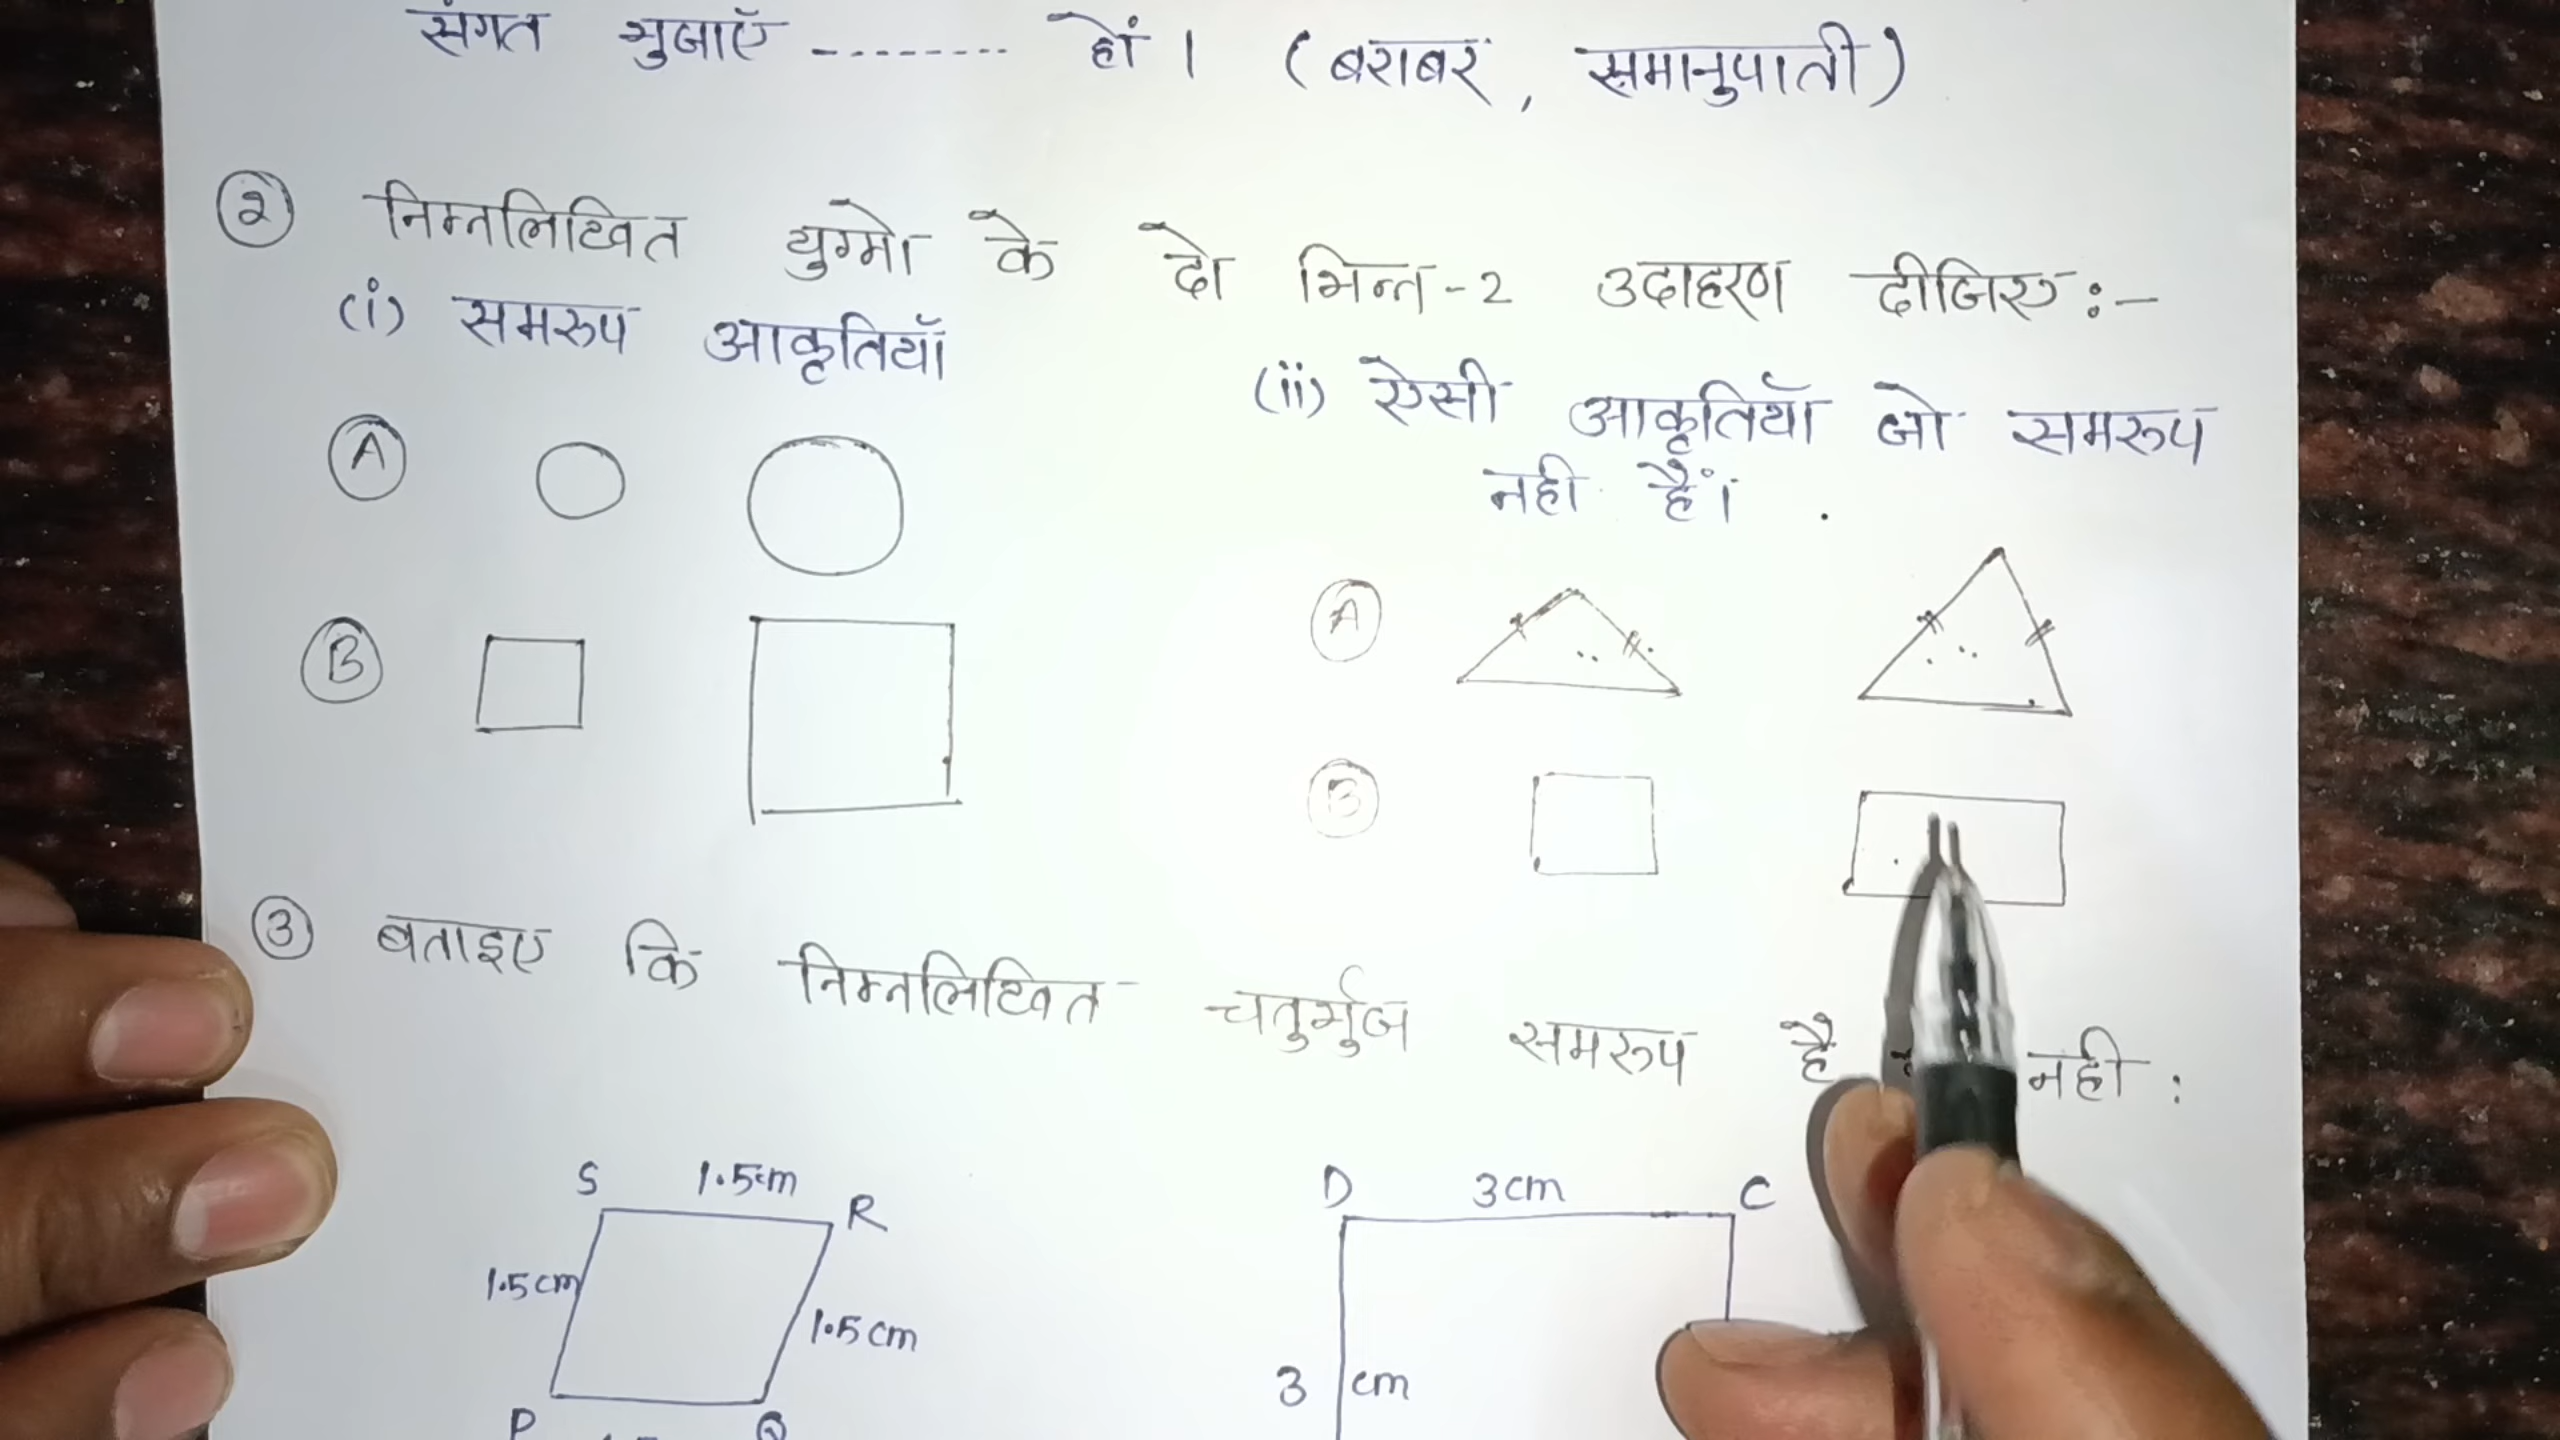 संगत भुजाएँ -------- हों । (बराबर, समानुपाती)
② निम्नलिखित युग्मो के दो भिन्न-2 उदाहरण दीजिए :-
(i) समरूप आकृतियाँ
(ii) ऐसी आकृतियाँ जो समरूप
नही हैं।
A
B
A
B
③ बताइए कि निम्नलिखित चतुर्भुज समरूप है नही :
S 1.5cm R
D 3cm C
1.5cm
1.5cm
3 cm
P Q